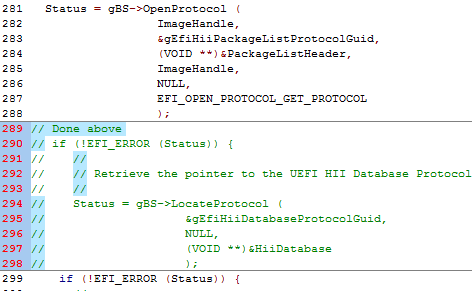 281   Status = gBS->OpenProtocol (
282                   ImageHandle,
283                   &gEfiHiiPackageListProtocolGuid,
284                   (VOID **)&PackageListHeader,
285                   ImageHandle,
286                   NULL,
287                   EFI_OPEN_PROTOCOL_GET_PROTOCOL
288                   );
289 // Done above
290 // if (!EFI_ERROR (Status)) {
291 //    //
292 //    // Retrieve the pointer to the UEFI HII Database Protocol
293 //    //
294 //    Status = gBS->LocateProtocol (
295 //                    &gEfiHiiDatabaseProtocolGuid,
296 //                    NULL,
297 //                    (VOID **)&HiiDatabase
298 //                    );
299     if (!EFI_ERROR (Status)) {